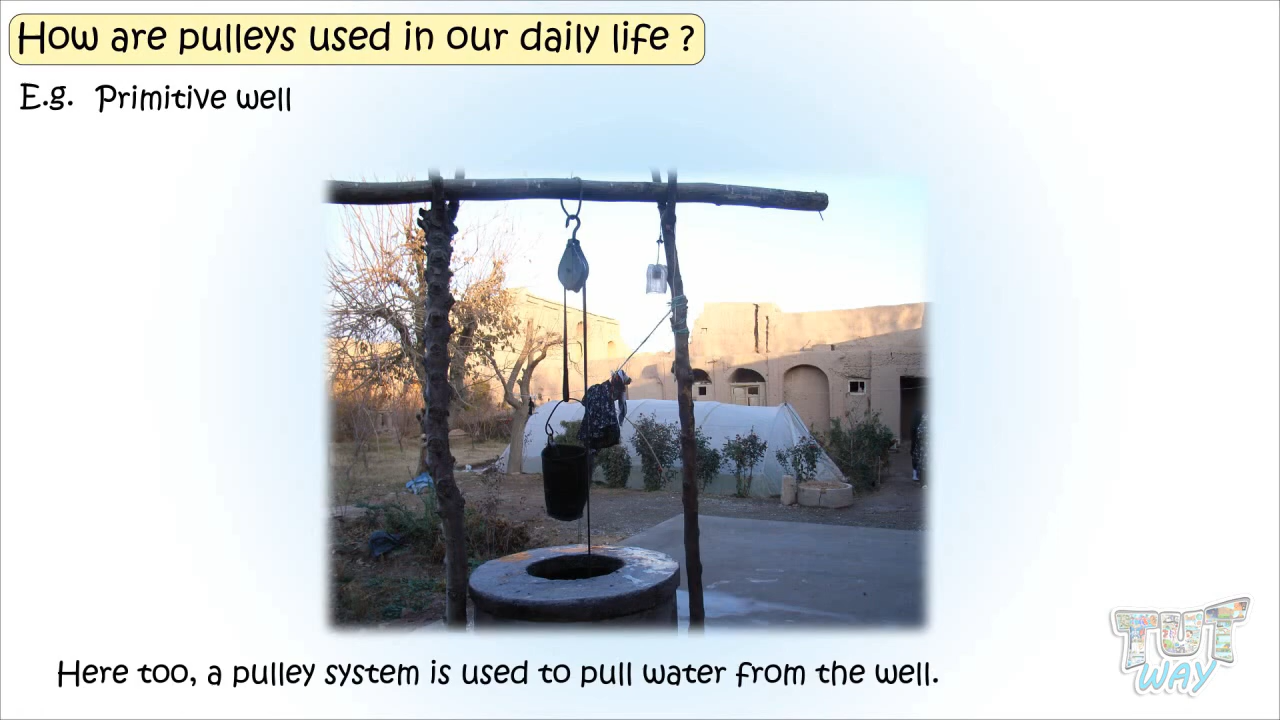 How are pulleys used in our daily life ?
E.g. Primitive well
Here too, a pulley system is used to pull water from the well.
TUT
WAY